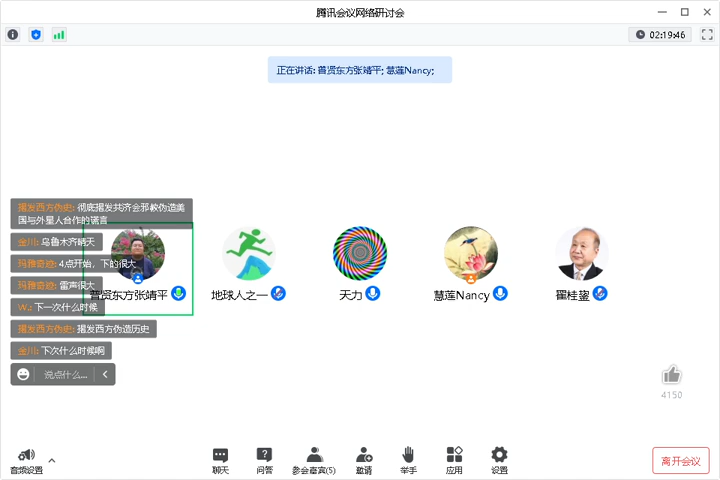 腾讯会议网络研讨会
02:19:46
正在讲话: 普贤东方张靖平; 慧莲Nancy;
揭发西方伪史: 彻底揭发共济会邪教伪造美
国与外星人合作的谎言
金川: 乌鲁木齐晴天
玛雅奇迹: 4点开始，下的很大
玛雅奇迹: 雷声很大
W.: 下一次什么时候
揭发西方伪史: 揭发西方伪造历史
金川: 下次什么时候啊
说点什么...
普贤东方张靖平
地球人之一
天力
慧莲Nancy
翟桂鋆
4150
音频设置
聊天
问答
参会嘉宾(5)
邀请
举手
应用
设置
离开会议